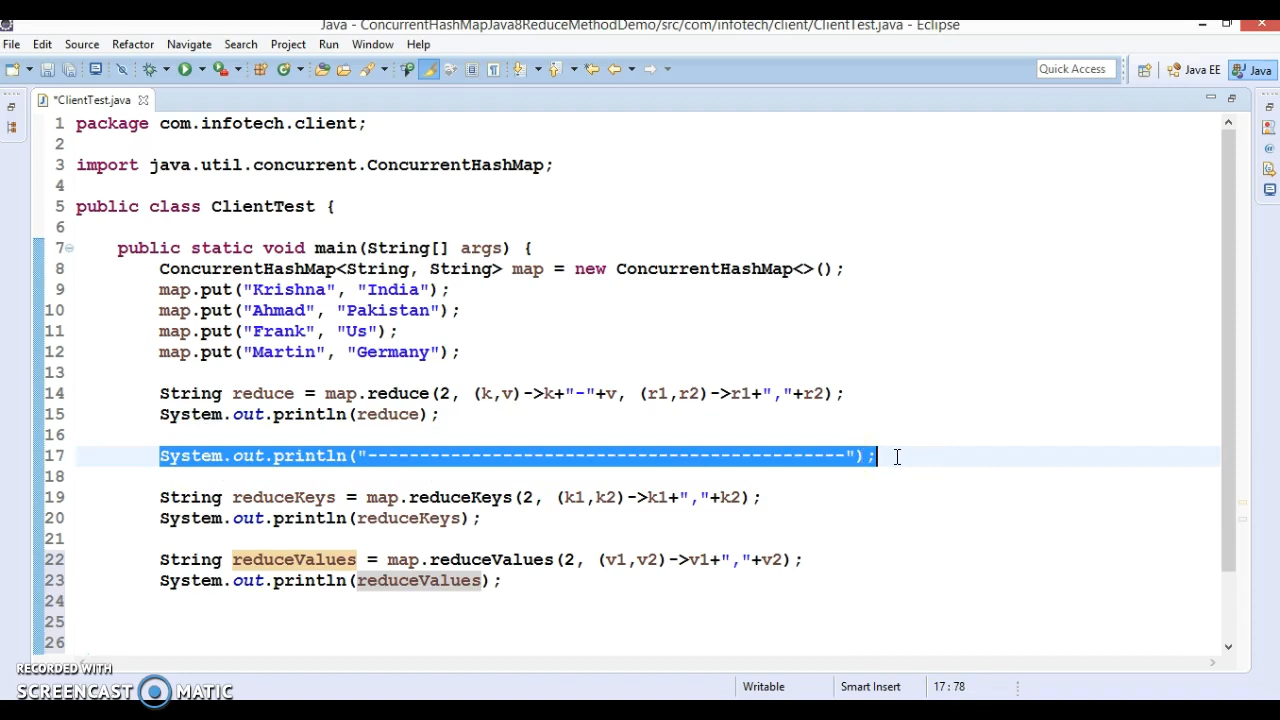 Java - ConcurrentHashMapJava8ReduceMethodDemo/src/com/infotech/client/ClientTest.java - Eclipse
File Edit Source Refactor Navigate Search Project Run Window Help
Quick Access Java EE Java
*ClientTest.java
1 package com.infotech.client;
2
3 import java.util.concurrent.ConcurrentHashMap;
4
5 public class ClientTest {
6
7 public static void main(String[] args) {
8 ConcurrentHashMap<String, String> map = new ConcurrentHashMap<>();
9 map.put("Krishna", "India");
10 map.put("Ahmad", "Pakistan");
11 map.put("Frank", "Us");
12 map.put("Martin", "Germany");
13
14 String reduce = map.reduce(2, (k,v)->k+"-"+v, (r1,r2)->r1+","+r2);
15 System.out.println(reduce);
16
17 System.out.println("----------------------------------------------");
18
19 String reduceKeys = map.reduceKeys(2, (k1,k2)->k1+","+k2);
20 System.out.println(reduceKeys);
21
22 String reduceValues = map.reduceValues(2, (v1,v2)->v1+","+v2);
23 System.out.println(reduceValues);
24
25
26
RECORDED WITH
SCREENCAST MATIC
Writable Smart Insert 17 : 78